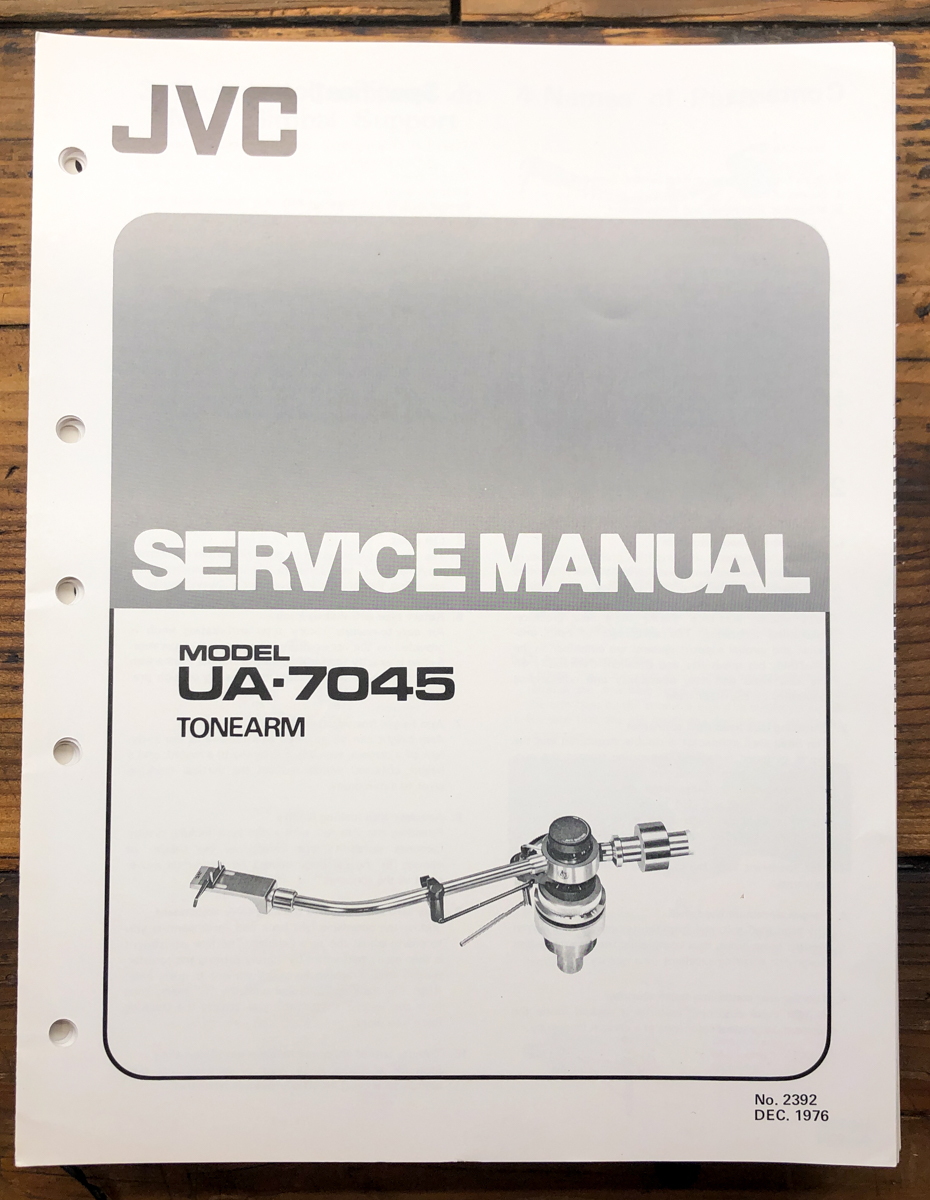 JVC
SERVICE MANUAL
MODEL
UA-7045
TONEARM
No. 2392
DEC. 1976